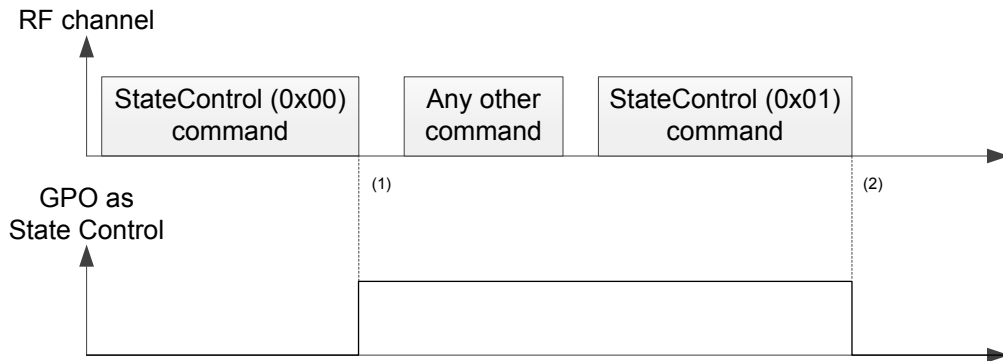 RF channel
StateControl (0x00)
command
Any other
command
StateControl (0x01)
command
(1)
(2)
GPO as
State Control